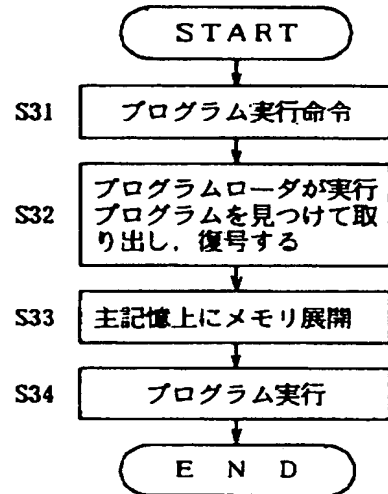 START
S31 プログラム実行命令
S32 プログラムローダが実行
プログラムを見つけて取
り出し，復号する
S33 主記憶上にメモリ展開
S34 プログラム実行
END